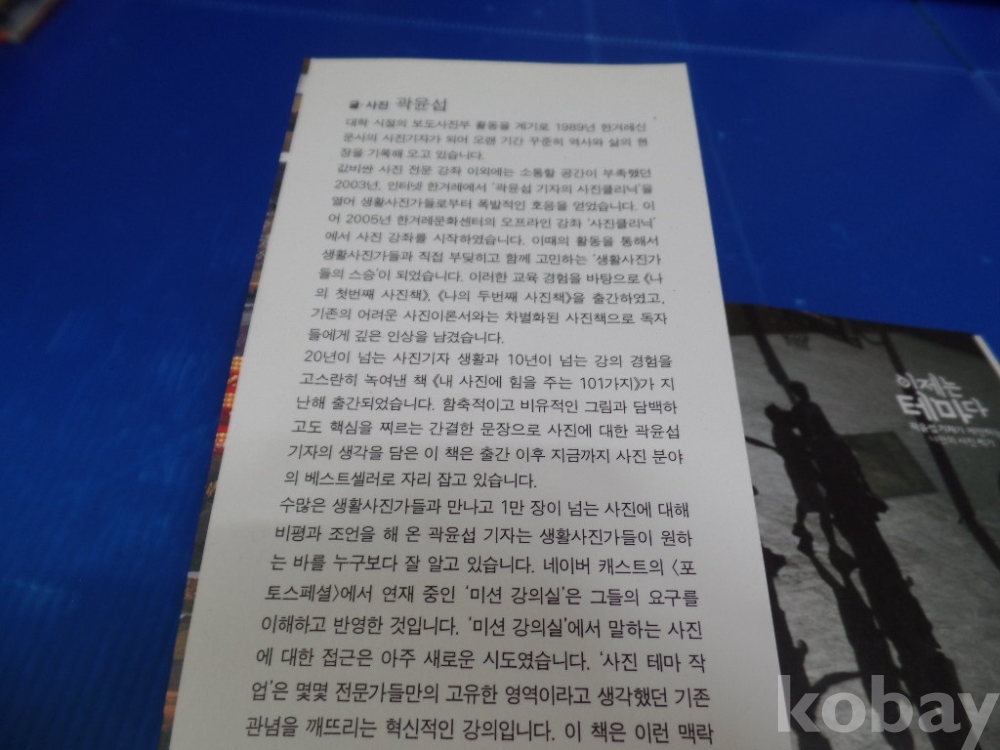 글·사진 곽윤섭
대학 시절의 보도사진부 활동을 계기로 1989년 한겨레신
문사의 사진기자가 되어 오랜 기간 꾸준히 역사와 삶의 현
장을 기록해 오고 있습니다.
값비싼 사진 전문 강좌 이외에는 소통할 공간이 부족했던
2003년, 인터넷 한겨레에서 '곽윤섭 기자의 사진클리닉'을
열어 생활사진가들로부터 폭발적인 호응을 얻었습니다. 이
어 2005년 한겨레문화센터의 오프라인 강좌 '사진클리닉'
에서 사진 강좌를 시작하였습니다. 이때의 활동을 통해서
생활사진가들과 직접 부딪히고 함께 고민하는 '생활사진가
들의 스승'이 되었습니다. 이러한 교육 경험을 바탕으로 《나
의 첫번째 사진책》, 《나의 두번째 사진책》을 출간하였고,
기존의 어려운 사진이론서와는 차별화된 사진책으로 독자
들에게 깊은 인상을 남겼습니다.
20년이 넘는 사진기자 생활과 10년이 넘는 강의 경험을
고스란히 녹여낸 책 《내 사진에 힘을 주는 101가지》가 지
난해 출간되었습니다. 함축적이고 비유적인 그림과 담백하
고도 핵심을 찌르는 간결한 문장으로 사진에 대한 곽윤섭
기자의 생각을 담은 이 책은 출간 이후 지금까지 사진 분야
의 베스트셀러로 자리 잡고 있습니다.
수많은 생활사진가들과 만나고 1만 장이 넘는 사진에 대해
비평과 조언을 해 온 곽윤섭 기자는 생활사진가들이 원하
는 바를 누구보다 잘 알고 있습니다. 네이버 캐스트의 〈포
토스페셜〉에서 연재 중인 '미션 강의실'은 그들의 요구를
이해하고 반영한 것입니다. '미션 강의실'에서 말하는 사진
에 대한 접근은 아주 새로운 시도였습니다. '사진 테마 작
업'은 몇몇 전문가들만의 고유한 영역이라고 생각했던 기존
관념을 깨뜨리는 혁신적인 강의입니다. 이 책은 이런 맥락
이제는
테마다
곽윤섭
kobay